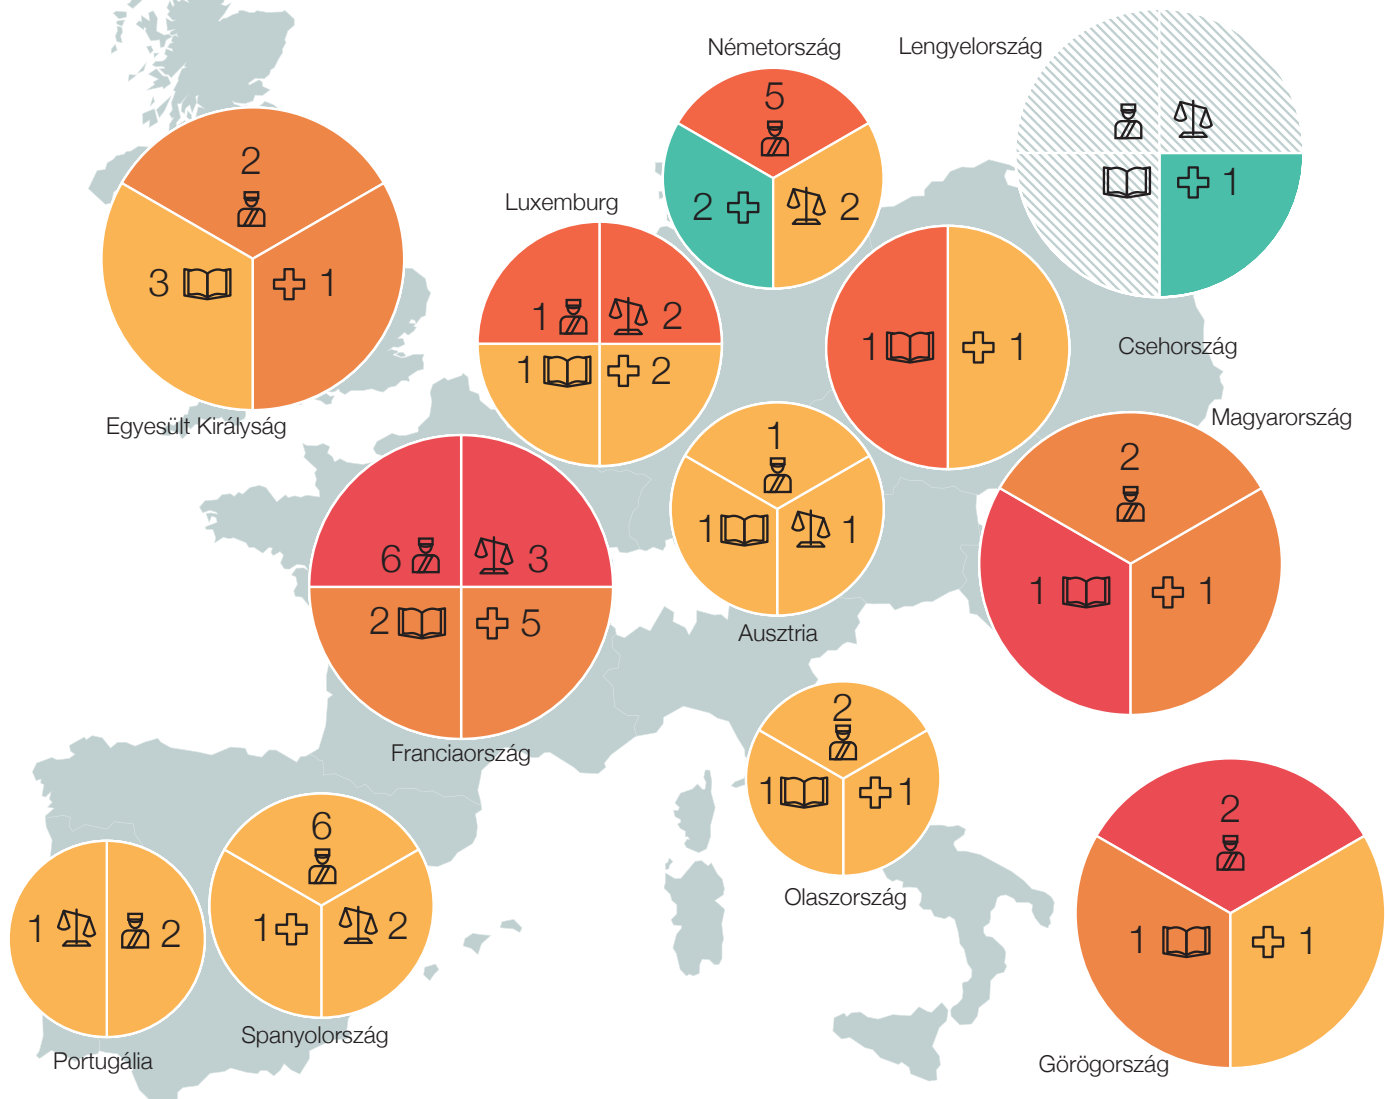 Németország
Lengyelország
5
2
2
2
1
Luxemburg
1 2
1 2
2
3 1
Egyesült Királyság
1 1
Csehország
Magyarország
2
1 1
1
1 1
Ausztria
6 3
2 5
Franciaország
2
1 1
Olaszország
6
1 2
Spanyolország
1 2
Portugália
2
1 1
Görögország